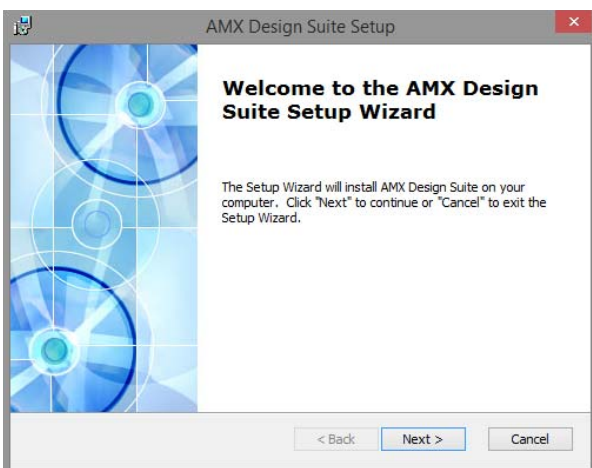 AMX Design Suite Setup
Welcome to the AMX Design
Suite Setup Wizard
The Setup Wizard will install AMX Design Suite on your
computer. Click "Next" to continue or "Cancel" to exit the
Setup Wizard.
< Back Next > Cancel